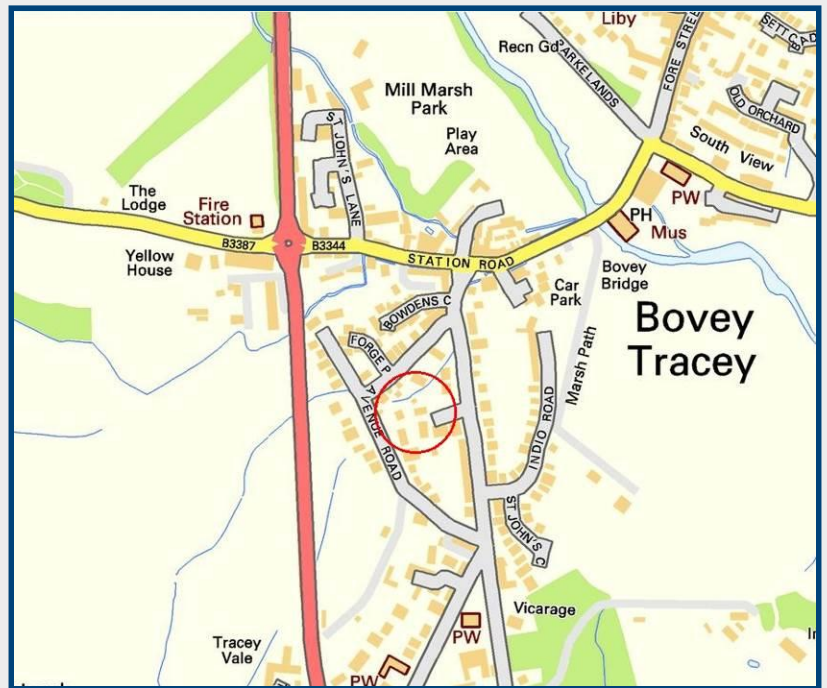 Liby
SETT C
FORE STREET
Recn Gd
PARKELANDS
Mill Marsh
Park
OLD ORCHARD
ST JOHN'S LANE
Play
Area
South View
The
Lodge
Fire
Station
PW
PH
Mus
B3387
B3344
STATION ROAD
Yellow
House
Bovey
Bridge
Car
Park
BOWDENS C
Bovey
Tracey
FORGE P
Marsh Path
AVENUE ROAD
INDIO ROAD
ST JOHN'S C
Vicarage
PW
Tracey
Vale
PW